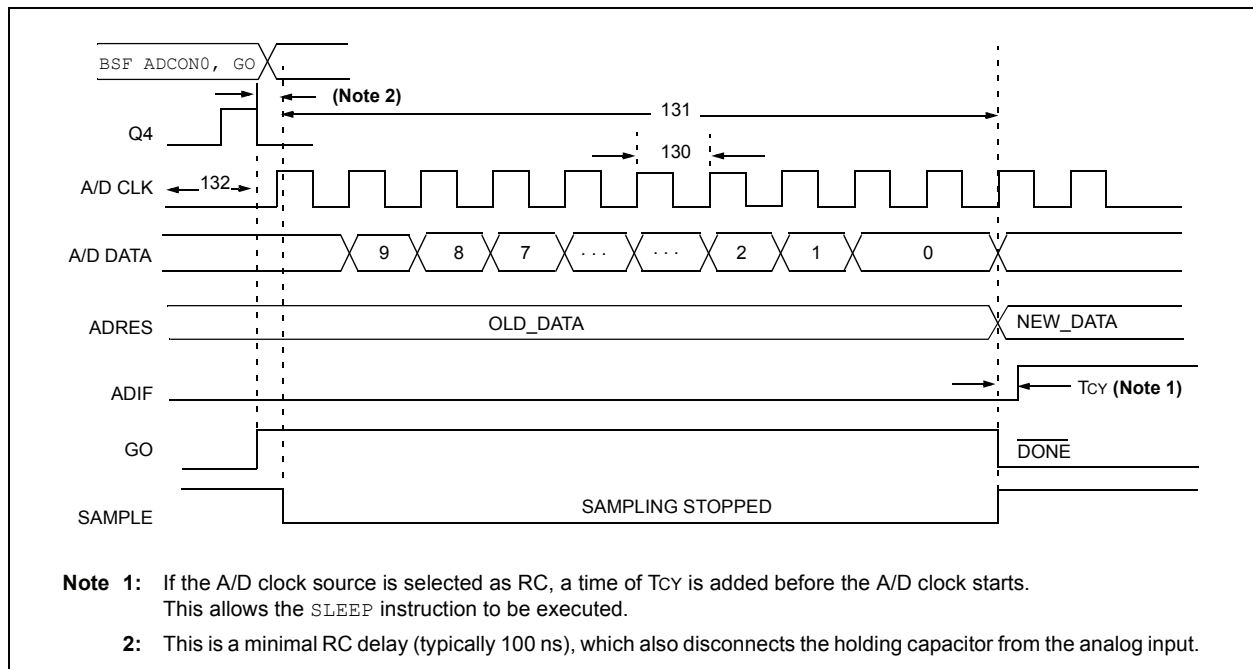 BSF ADCON0, GO
(Note 2)
131
Q4
130
A/D CLK
132
A/D DATA
9 8 7 . . . . . . 2 1 0
ADRES
OLD_DATA
NEW_DATA
ADIF
TCY (Note 1)
GO
DONE
SAMPLE
SAMPLING STOPPED
Note 1: If the A/D clock source is selected as RC, a time of TCY is added before the A/D clock starts.
This allows the SLEEP instruction to be executed.
2: This is a minimal RC delay (typically 100 ns), which also disconnects the holding capacitor from the analog input.